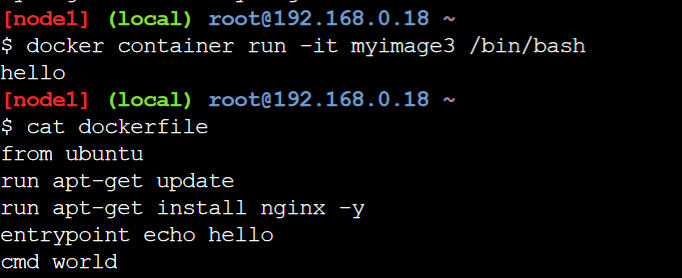 [node1] (local) root@192.168.0.18 ~
$ docker container run -it myimage3 /bin/bash
hello
[node1] (local) root@192.168.0.18 ~
$ cat dockerfile
from ubuntu
run apt-get update
run apt-get install nginx -y
entrypoint echo hello
cmd world